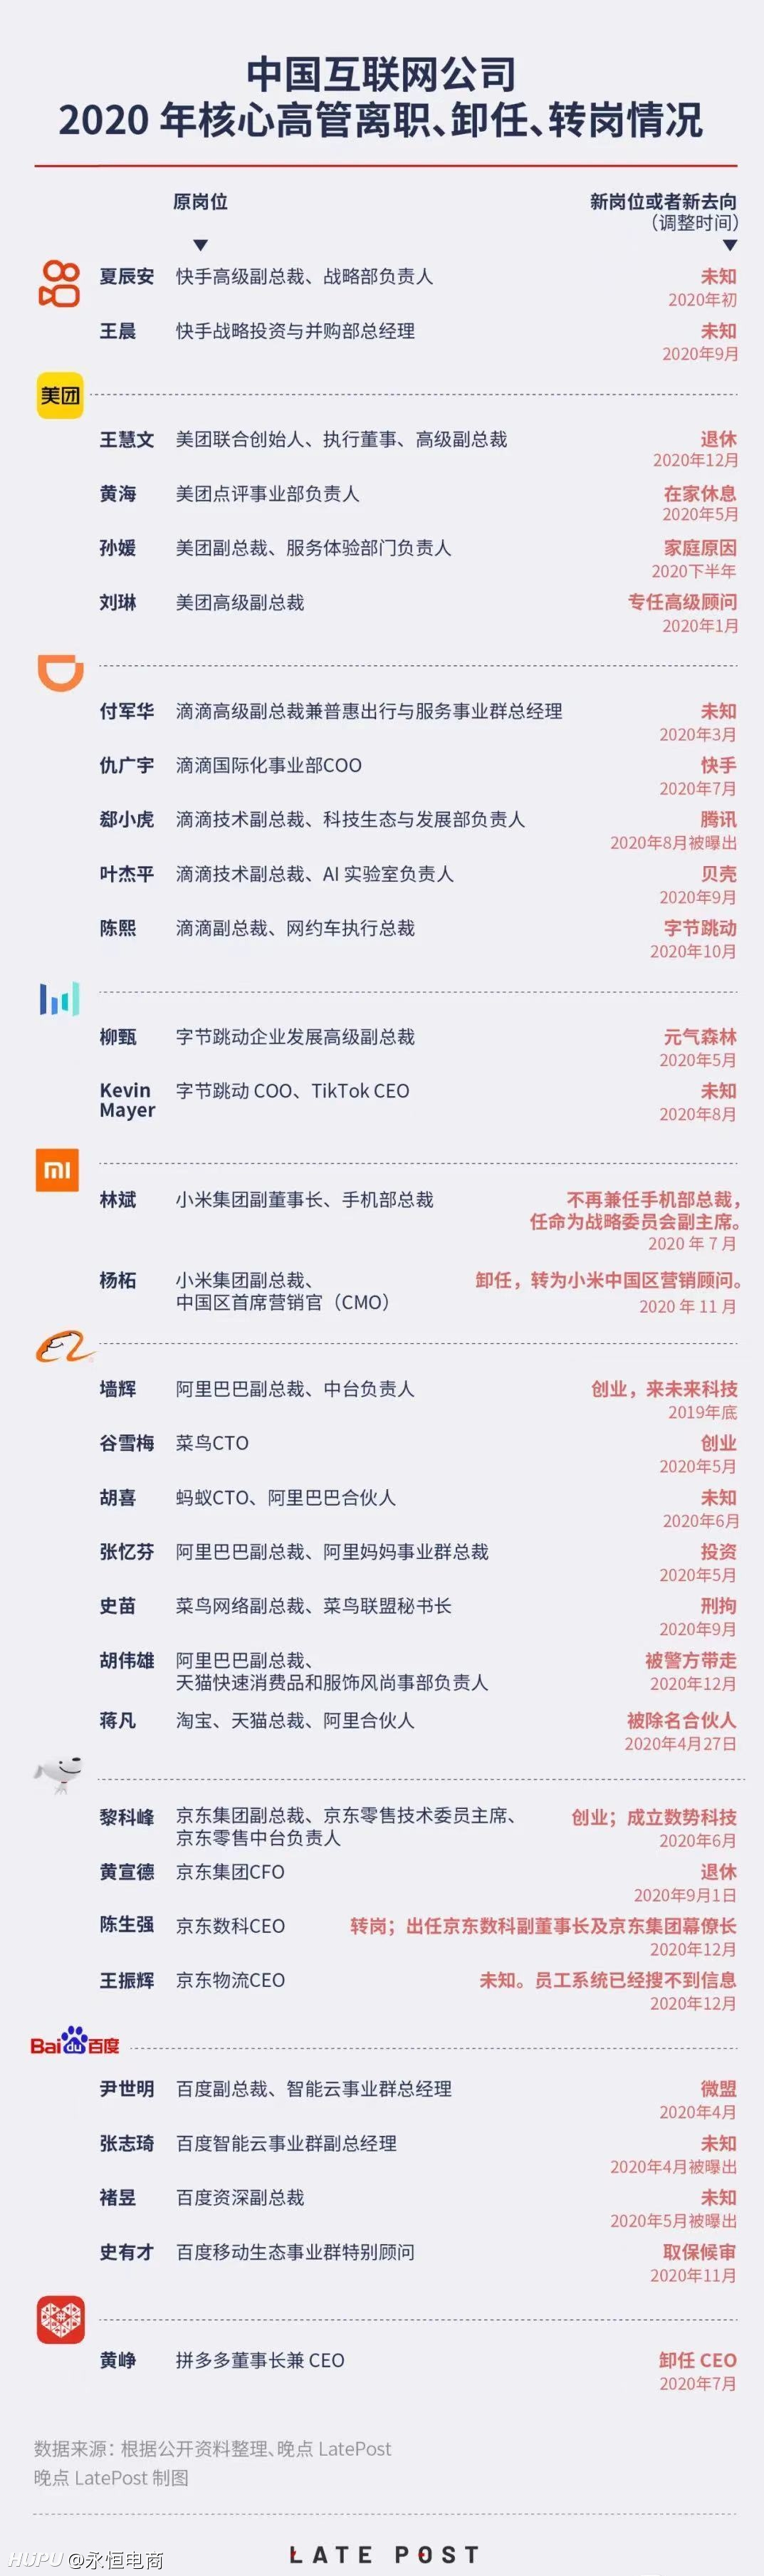 中国互联网公司
2020 年核心高管离职、卸任、转岗情况
原岗位
新岗位或者新去向
（调整时间）
夏辰安 快手高级副总裁、战略部负责人 未知
2020年初
王晨 快手战略投资与并购部总经理 未知
2020年9月
美团
王慧文 美团联合创始人、执行董事、高级副总裁 退休
2020年12月
黄海 美团点评事业部负责人 在家休息
2020年5月
孙媛 美团副总裁、服务体验部门负责人 家庭原因
2020下半年
刘琳 美团高级副总裁 专任高级顾问
2020年1月
付军华 滴滴高级副总裁兼普惠出行与服务事业群总经理 未知
2020年3月
仇广宇 滴滴国际化事业部COO 快手
2020年7月
郄小虎 滴滴技术副总裁、科技生态与发展部负责人 腾讯
2020年8月被曝出
叶杰平 滴滴技术副总裁、AI 实验室负责人 贝壳
2020年9月
陈熙 滴滴副总裁、网约车执行总裁 字节跳动
2020年10月
柳甄 字节跳动企业发展高级副总裁 元气森林
2020年5月
Kevin 字节跳动 COO、TikTok CEO 未知
Mayer 2020年8月
mi
林斌 小米集团副董事长、手机部总裁 不再兼任手机部总裁，
任命为战略委员会副主席。
2020 年 7 月
杨柘 小米集团副总裁、 卸任，转为小米中国区营销顾问。
中国区首席营销官（CMO） 2020 年 11 月
墙辉 阿里巴巴副总裁、中台负责人 创业，来未来科技
2019年底
谷雪梅 菜鸟CTO 创业
2020年5月
胡喜 蚂蚁CTO、阿里巴巴合伙人 未知
2020年6月
张忆芬 阿里巴巴副总裁、阿里妈妈事业群总裁 投资
2020年5月
史苗 菜鸟网络副总裁、菜鸟联盟秘书长 刑拘
2020年9月
胡伟雄 阿里巴巴副总裁、 被警方带走
天猫快速消费品和服饰风尚事部负责人 2020年12月
蒋凡 淘宝、天猫总裁、阿里合伙人 被除名合伙人
2020年4月27日
黎科峰 京东集团副总裁、京东零售技术委员主席、 创业；成立数势科技
京东零售中台负责人 2020年6月
黄宣德 京东集团CFO 退休
2020年9月1日
陈生强 京东数科CEO 转岗；出任京东数科副董事长及京东集团幕僚长
2020年12月
王振辉 京东物流CEO 未知。员工系统已经搜不到信息
2020年12月
Bai du 百度
尹世明 百度副总裁、智能云事业群总经理 微盟
2020年4月
张志琦 百度智能云事业群副总经理 未知
2020年4月被曝出
褚昱 百度资深副总裁 未知
2020年5月被曝出
史有才 百度移动生态事业群特别顾问 取保候审
2020年11月
黄峥 拼多多董事长兼 CEO 卸任 CEO
2020年7月
数据来源：根据公开资料整理、晚点 LatePost
晚点 LatePost 制图
LATE POST
HUPU @永恒电商